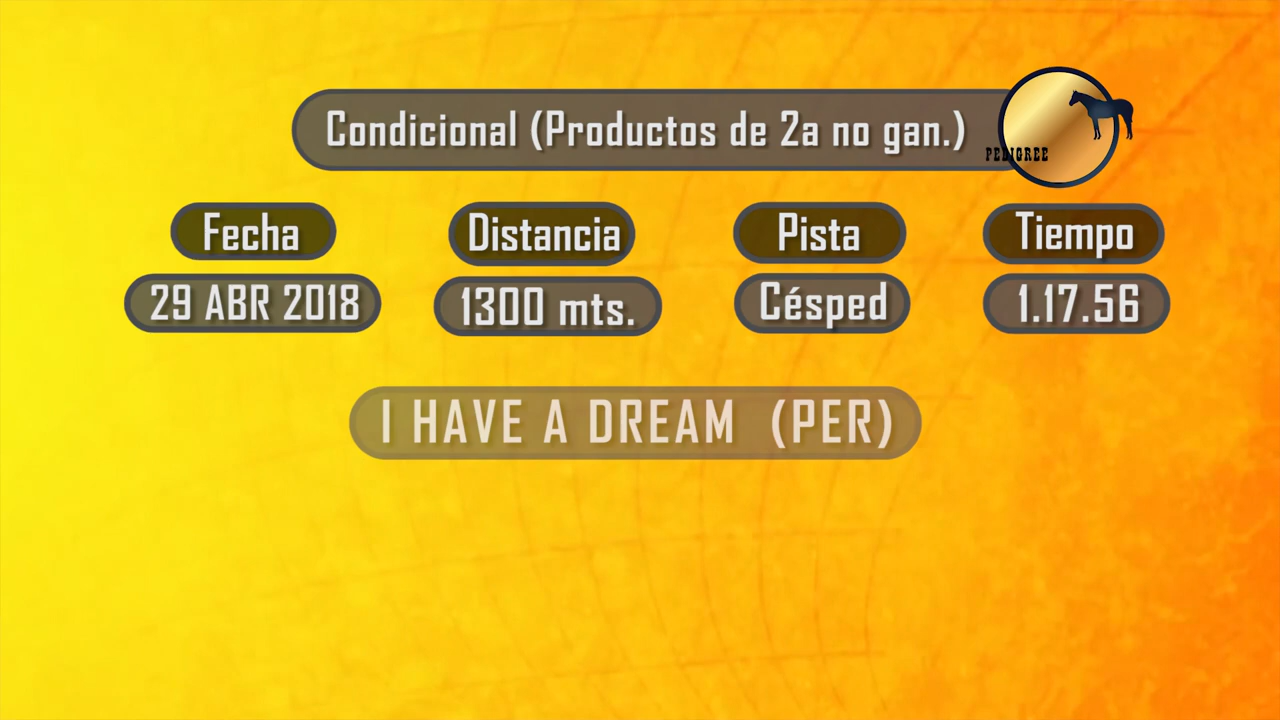 Condicional (Productos de 2a no gan.)
PEDIGREE
Fecha Distancia Pista Tiempo
29 ABR 2018 1300 mts. Césped 1.17.56
I HAVE A DREAM (PER)